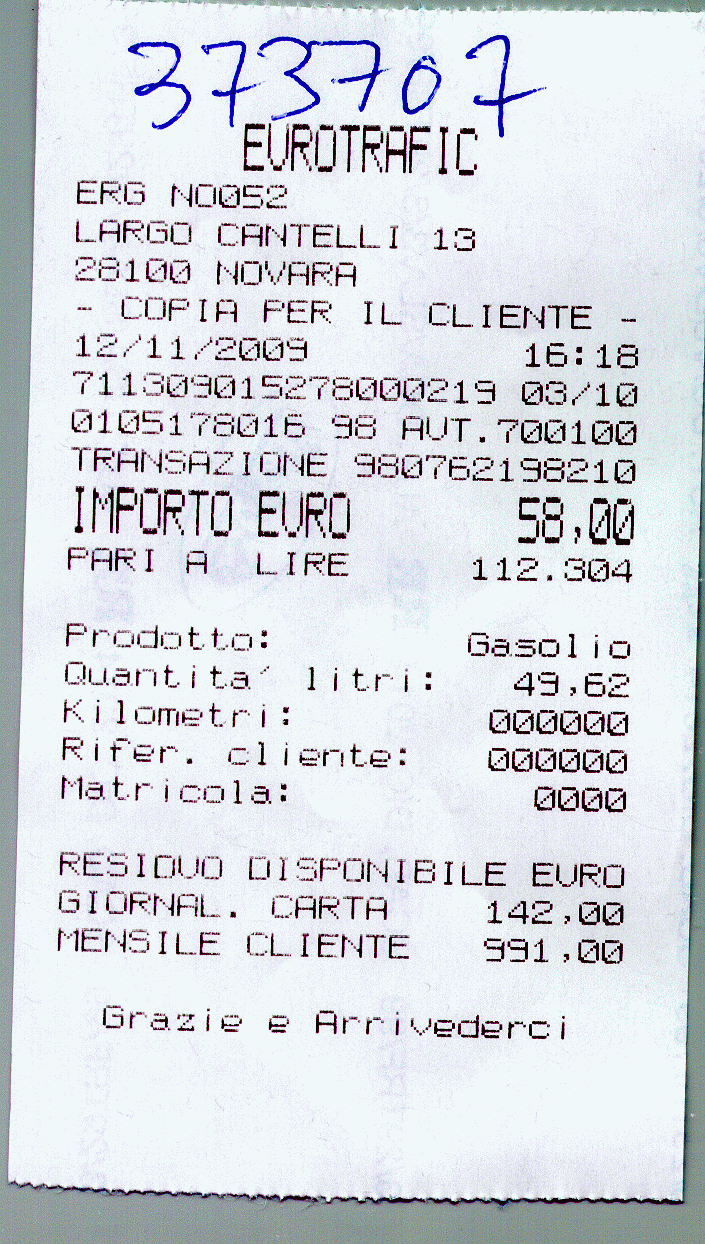 373707
EUROTRAFIC
ERG NO052
LARGO CANTELLI 13
28100 NOVARA
- COPIA PER IL CLIENTE -
12/11/2009 16:18
711309015278000219 03/10
0105178016 98 AUT.700100
TRANSAZIONE 980762198210
IMPORTO EURO 58,00
PARI A LIRE 112.304
Prodotto: Gasolio
Quantita' litri: 49,62
Kilometri: 000000
Rifer. cliente: 000000
Matricola: 0000
RESIDUO DISPONIBILE EURO
GIORNAL. CARTA 142,00
MENSILE CLIENTE 991,00
Grazie e Arrivederci